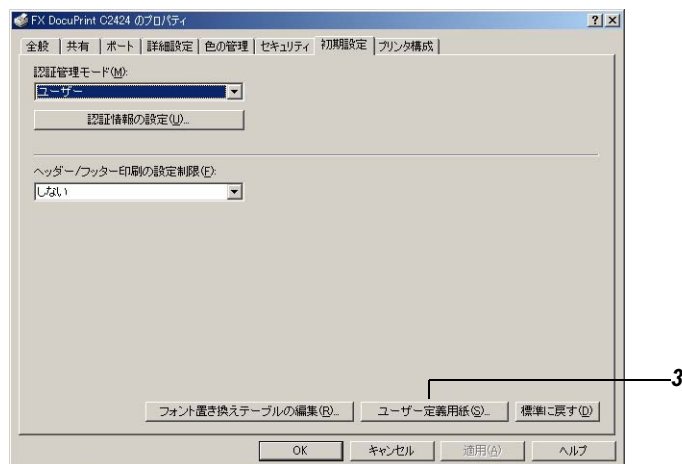 FX DocuPrint C2424 のプロパティ
全般 共有 ポート 詳細設定 色の管理 セキュリティ 初期設定 プリンタ構成
認証管理モード(M):
ユーザー
認証情報の設定(U)...
ヘッダー/フッター印刷の設定制限(F):
しない
3
フォント置き換えテーブルの編集(R)... ユーザー定義用紙(S)... 標準に戻す(D)
OK キャンセル 適用(A) ヘルプ